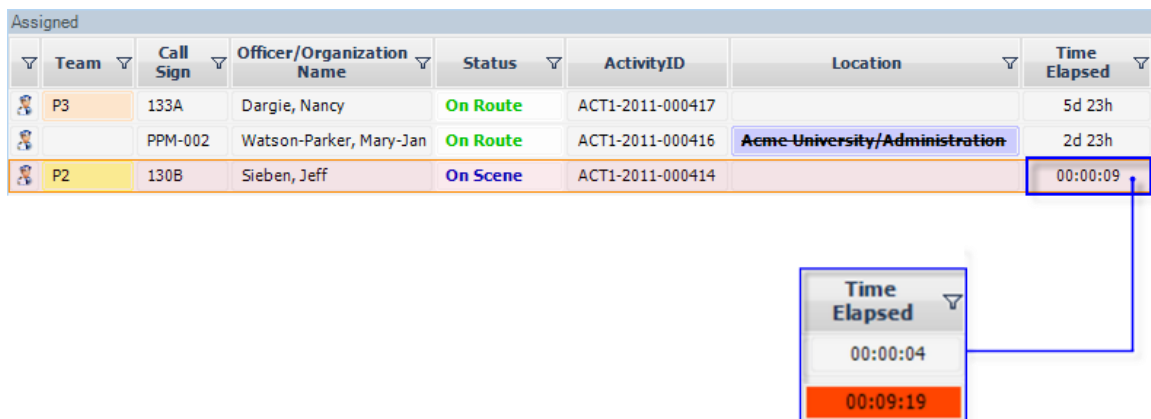 Assigned
Team Call Sign Officer/Organization Name Status ActivityID Location Time Elapsed
P3 133A Dargie, Nancy On Route ACT1-2011-000417 5d 23h
PPM-002 Watson-Parker, Mary-Jan On Route ACT1-2011-000416 Acme University/Administration 2d 23h
P2 130B Sieben, Jeff On Scene ACT1-2011-000414 00:00:09
Time
Elapsed
00:00:04
00:09:19